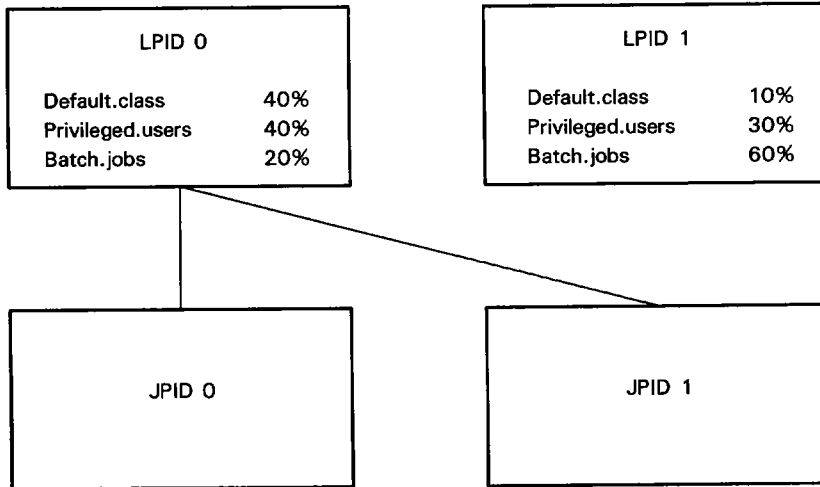 LPID 0
Default.class 40%
Privileged.users 40%
Batch.jobs 20%
LPID 1
Default.class 10%
Privileged.users 30%
Batch.jobs 60%
JPID 0
JPID 1